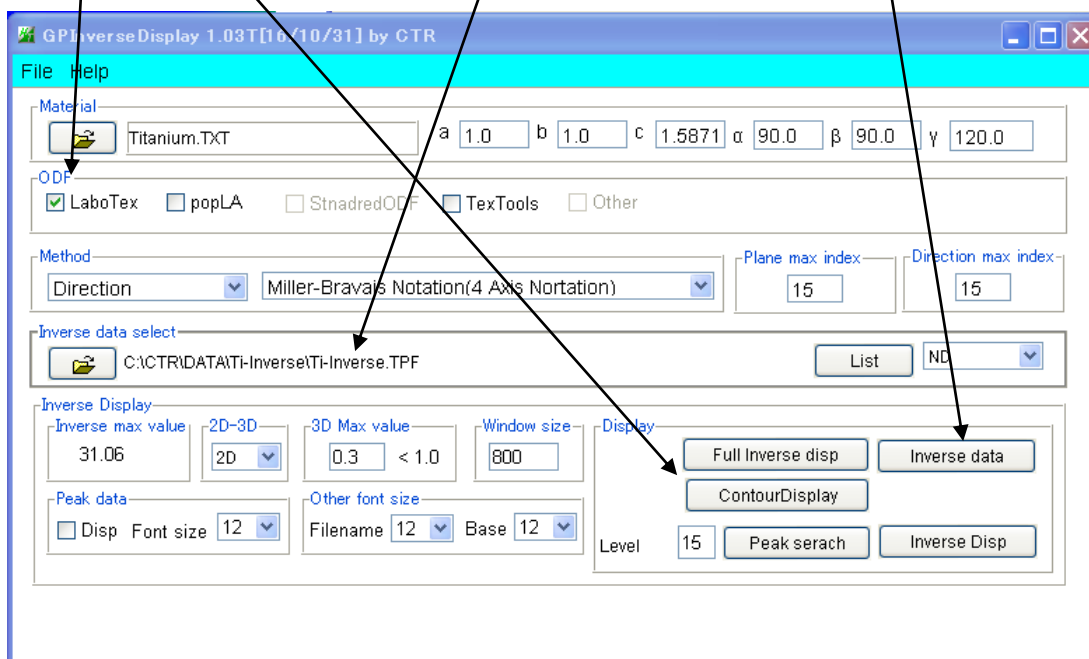 GPInverseDisplay 1.03T[16/10/31] by CTR
File Help
Material
Titanium.TXT a 1.0 b 1.0 c 1.5871 α 90.0 β 90.0 γ 120.0
ODF
LaboTex popLA StnadredODF TexTools Other
Method Plane max index Direction max index
Direction Miller-Bravais Notation(4 Axis Nortation) 15 15
Inverse data select
C:\CTR\DATA\Ti-Inverse\Ti-Inverse.TPF List ND
Inverse Display
Inverse max value 2D-3D 3D Max value Window size Display
31.06 2D 0.3 < 1.0 800 Full Inverse disp Inverse data
ContourDisplay
Peak data Other font size
Disp Font size 12 Filename 12 Base 12 Level 15 Peak serach Inverse Disp